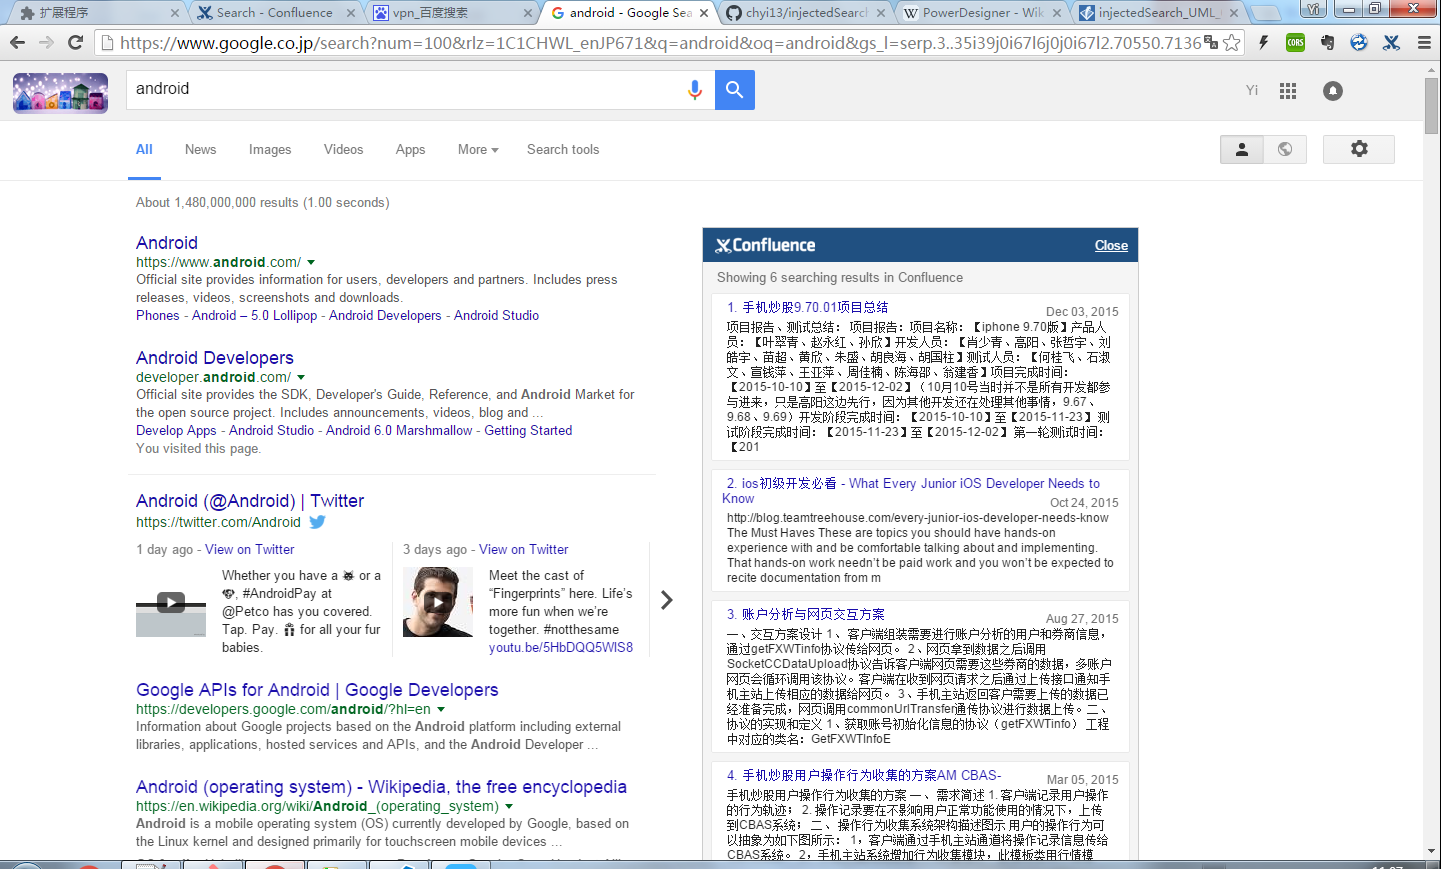 扩展程序
Search - Confluence
vpn_百度搜索
android - Google Sea
chyi13/injectedSearch
PowerDesigner - Wik
injectedSearch_UML_
Yi
https://www.google.co.jp/search?num=100&rlz=1C1CHWL_enJP671&q=android&oq=android&gs_l=serp.3..35i39j0i67l6j0j0i67l2.70550.7136
CORS
android
Yi
All
News
Images
Videos
Apps
More
Search tools
About 1,480,000,000 results (1.00 seconds)
Android
https://www.android.com/
Official site provides information for users, developers and partners. Includes press
releases, videos, screenshots and downloads.
Phones - Android – 5.0 Lollipop - Android Developers - Android Studio
Android Developers
developer.android.com/
Official site provides the SDK, Developer's Guide, Reference, and Android Market for
the open source project. Includes announcements, videos, blog and ...
Develop Apps - Android Studio - Android 6.0 Marshmallow - Getting Started
You visited this page.
Android (@Android) | Twitter
https://twitter.com/Android
1 day ago - View on Twitter
Whether you have a 🐱 or a
🐶, #AndroidPay at
@Petco has you covered.
Tap. Pay. 🎁 for all your fur
babies.
3 days ago - View on Twitter
Meet the cast of
“Fingerprints” here. Life’s
more fun when we’re
together. #notthesame
youtu.be/5HbDQQ5WIS8
Google APIs for Android | Google Developers
https://developers.google.com/android/?hl=en
Information about Google projects based on the Android platform including external
libraries, applications, hosted services and APIs, and the Android Developer ...
Android (operating system) - Wikipedia, the free encyclopedia
https://en.wikipedia.org/wiki/Android_(operating_system)
Android is a mobile operating system (OS) currently developed by Google, based on
the Linux kernel and designed primarily for touchscreen mobile devices ...
Confluence
Close
Showing 6 searching results in Confluence
1. 手机炒股9.70.01项目总结
Dec 03, 2015
项目报告、测试总结： 项目报告：项目名称：【iphone 9.70版】产品人
员：【叶翠青、赵永红、孙欣】开发人员：【肖少青、高阳、张哲宇、刘
皓宇、苗超、黄欣、朱盛、胡良海、胡国柱】测试人员：【何桂飞、石淑
文、宣钱萍、王亚萍、周佳楠、陈海邵、翁建香】项目完成时间：
【2015-10-10】至【2015-12-02】（10月10号当时并不是所有开发都参
与进来，只是高阳这边先行，因为其他开发还在处理其他事情，9.67、
9.68、9.69）开发阶段完成时间：【2015-10-10】至【2015-11-23】测
试阶段完成时间：【2015-11-23】至【2015-12-02】 第一轮测试时间：
【201
2. ios初级开发必看 - What Every Junior iOS Developer Needs to
Know
Oct 24, 2015
http://blog.teamtreehouse.com/every-junior-ios-developer-needs-know
The Must Haves These are topics you should have hands-on
experience with and be comfortable talking about and implementing.
That hands-on work needn’t be paid work and you won’t be expected to
recite documentation from m
3. 账户分析与网页交互方案
Aug 27, 2015
一、交互方案设计 1、 客户端组装需要进行账户分析的用户和券商信息，
通过getFXWTinfo协议传给网页。 2、网页拿到数据之后调用
SocketCCDataUpload协议告诉客户端网页需要这些券商的数据，多账户
网页会循环调用该协议。客户端在收到网页请求之后通过上传接口通知手
机主站上传相应的数据给网页。 3、手机主站返回客户需要上传的数据已
经准备完成，网页调用commonUrlTransfer通传协议进行数据上传。二、
协议的实现和定义 1、获取账号初始化信息的协议（getFXWTinfo） 工程
中对应的类名：GetFXWTInfoE
4. 手机炒股用户操作行为收集的方案AM CBAS-
Mar 05, 2015
手机炒股用户操作行为收集的方案 一、 需求简述 1. 客户端记录用户操作
的行为轨迹； 2. 操作记录要在不影响用户正常功能使用的情况下，上传
到CBAS系统； 二、 操作行为收集系统架构描述图示 用户的操作行为可
以抽象为如下图所示： 1，客户端通过手机主站通道将操作记录信息传给
CBAS系统。 2，手机主站系统增加行为收集模块，此模板类用行情模